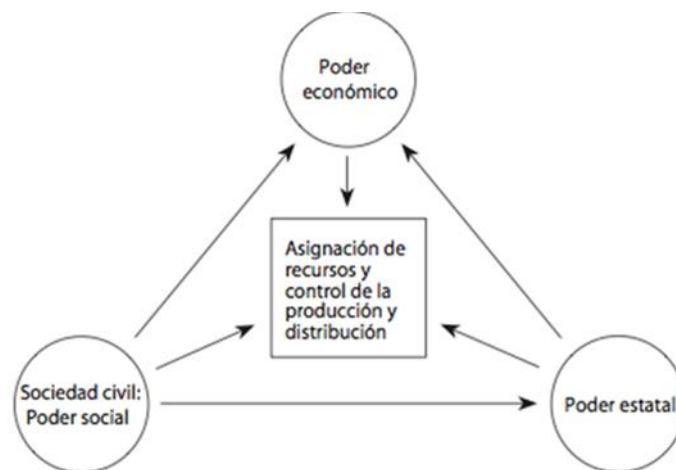 Poder
económico
Asignación de
recursos y
control de la
producción y
distribución
Sociedad civil:
Poder social
Poder estatal